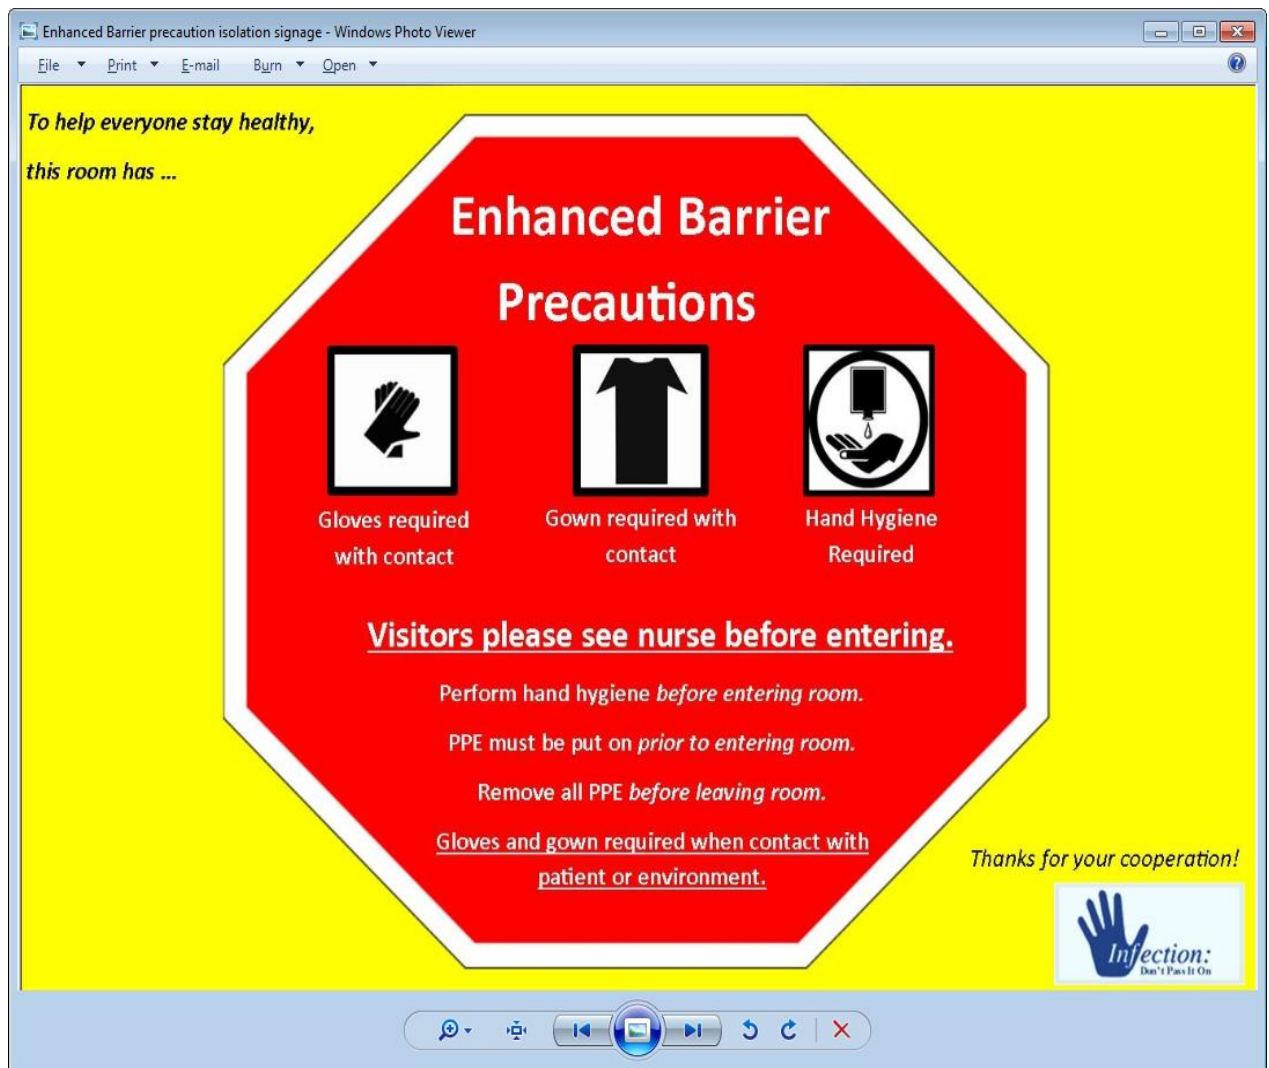 Enhanced Barrier precaution isolation signage - Windows Photo Viewer
File Print E-mail Burn Open
To help everyone stay healthy,
this room has ...
Enhanced Barrier
Precautions
Gloves required
with contact
Gown required with
contact
Hand Hygiene
Required
Visitors please see nurse before entering.
Perform hand hygiene before entering room.
PPE must be put on prior to entering room.
Remove all PPE before leaving room.
Gloves and gown required when contact with
patient or environment.
Thanks for your cooperation!
Infection:
Don't Pass It On